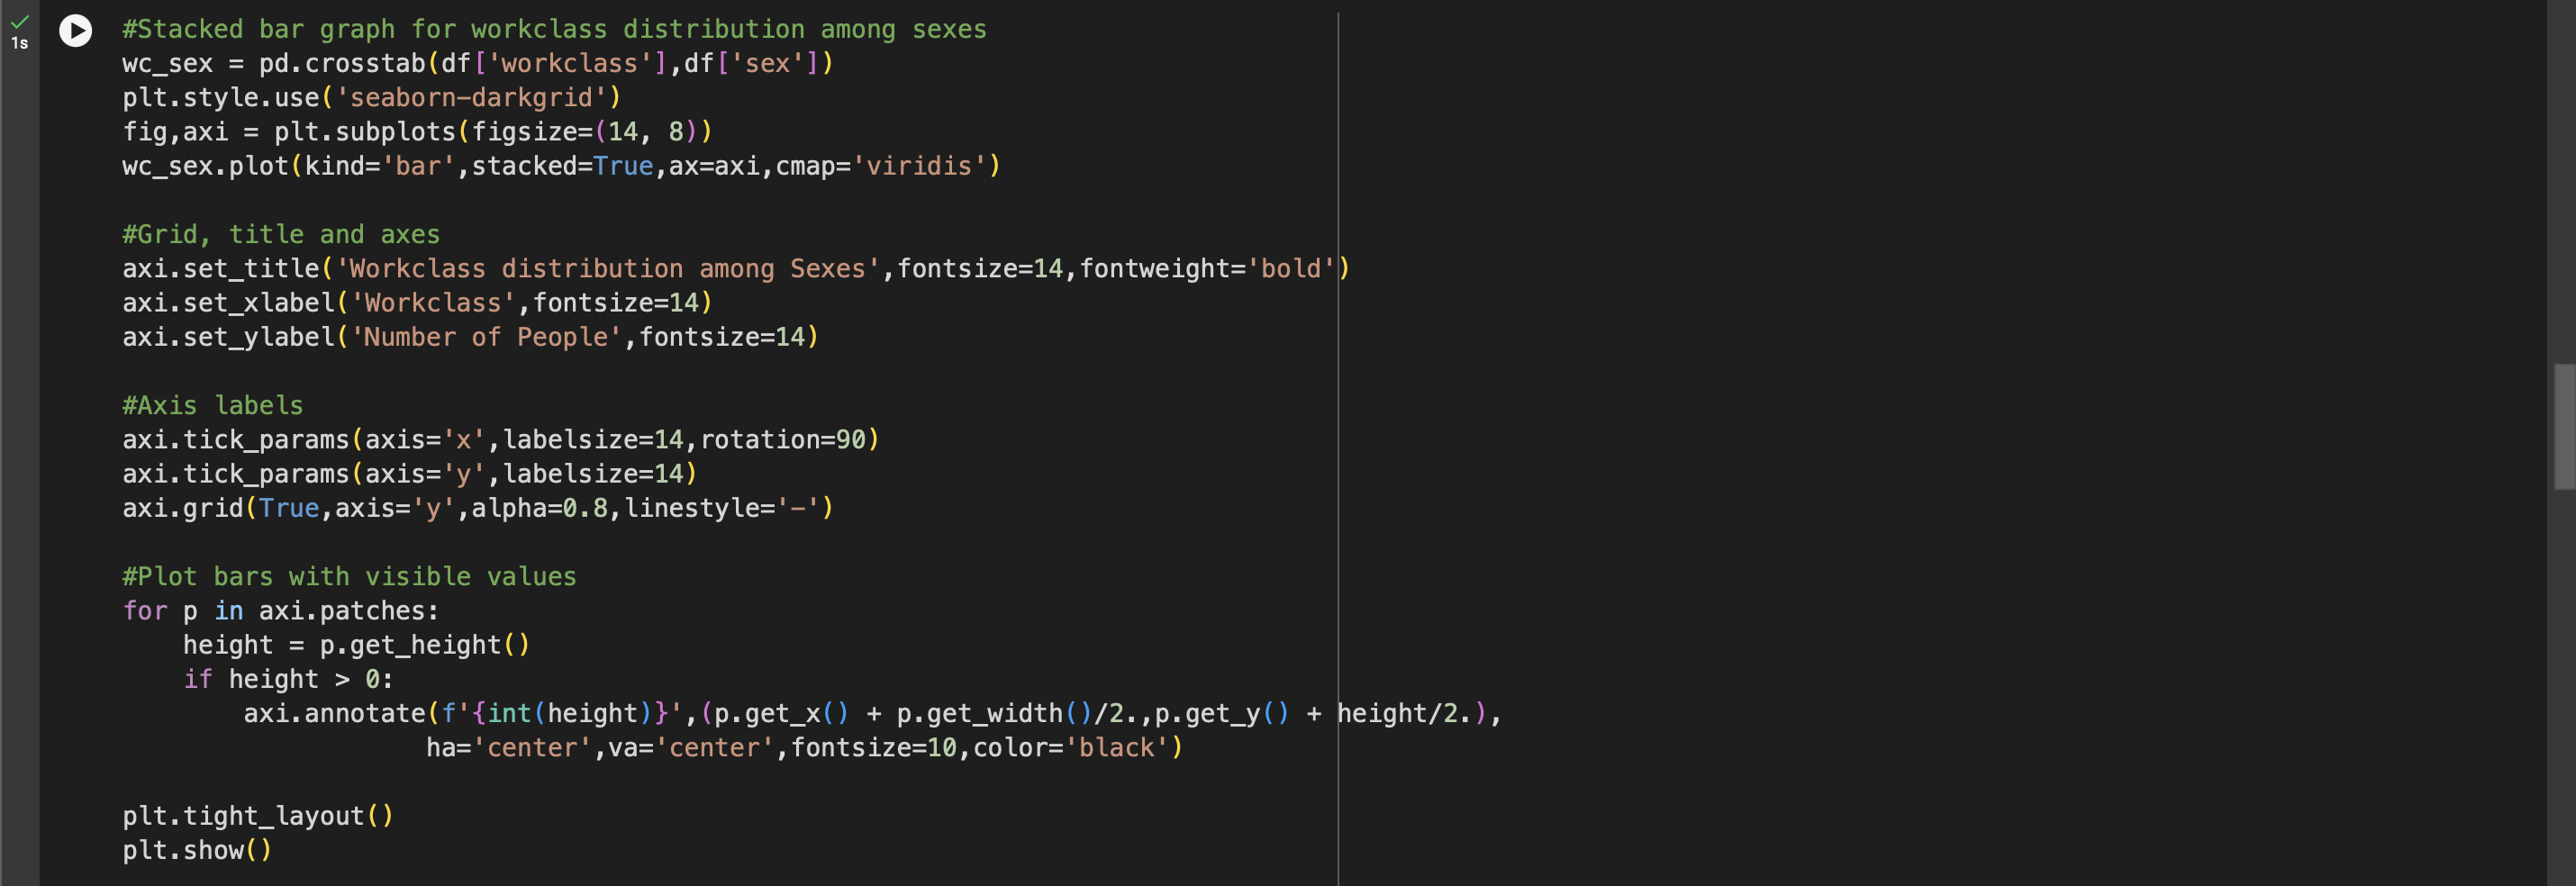 1s
#Stacked bar graph for workclass distribution among sexes
wc_sex = pd.crosstab(df['workclass'],df['sex'])
plt.style.use('seaborn-darkgrid')
fig,axi = plt.subplots(figsize=(14, 8))
wc_sex.plot(kind='bar',stacked=True,ax=axi,cmap='viridis')

#Grid, title and axes
axi.set_title('Workclass distribution among Sexes',fontsize=14,fontweight='bold')
axi.set_xlabel('Workclass',fontsize=14)
axi.set_ylabel('Number of People',fontsize=14)

#Axis labels
axi.tick_params(axis='x',labelsize=14,rotation=90)
axi.tick_params(axis='y',labelsize=14)
axi.grid(True,axis='y',alpha=0.8,linestyle='-')

#Plot bars with visible values
for p in axi.patches:
    height = p.get_height()
    if height > 0:
        axi.annotate(f'{int(height)}',(p.get_x() + p.get_width()/2.,p.get_y() + height/2.),
                    ha='center',va='center',fontsize=10,color='black')

plt.tight_layout()
plt.show()